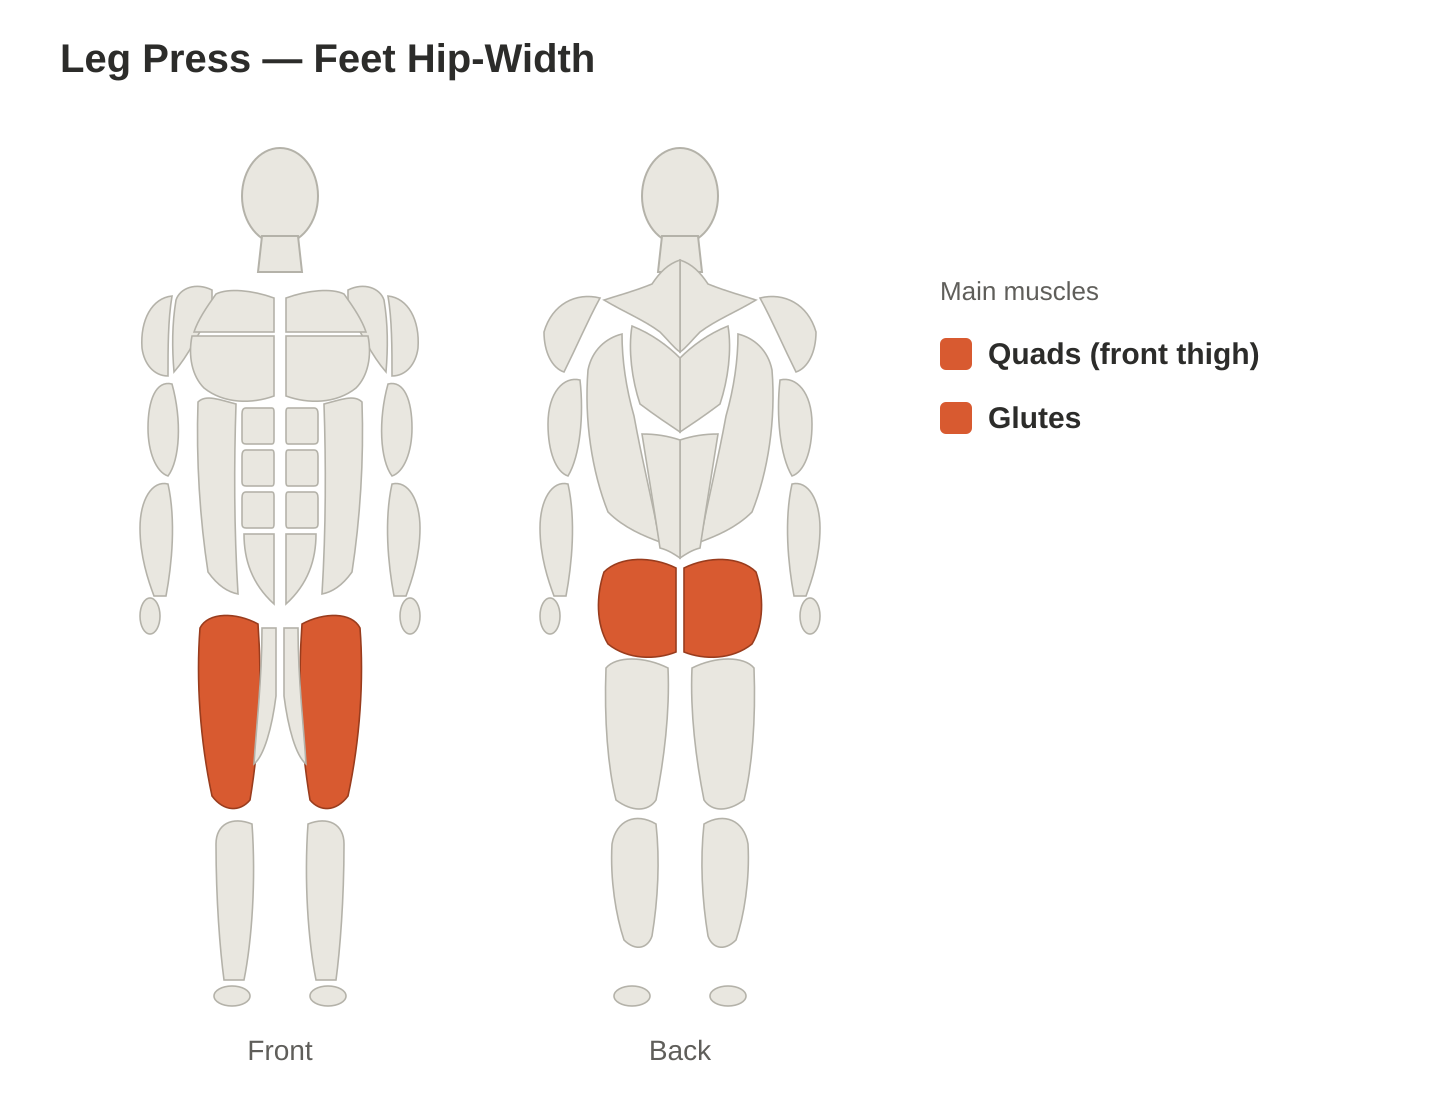 Leg Press — Feet Hip-Width
Main muscles
Quads (front thigh)
Glutes
Front
Back